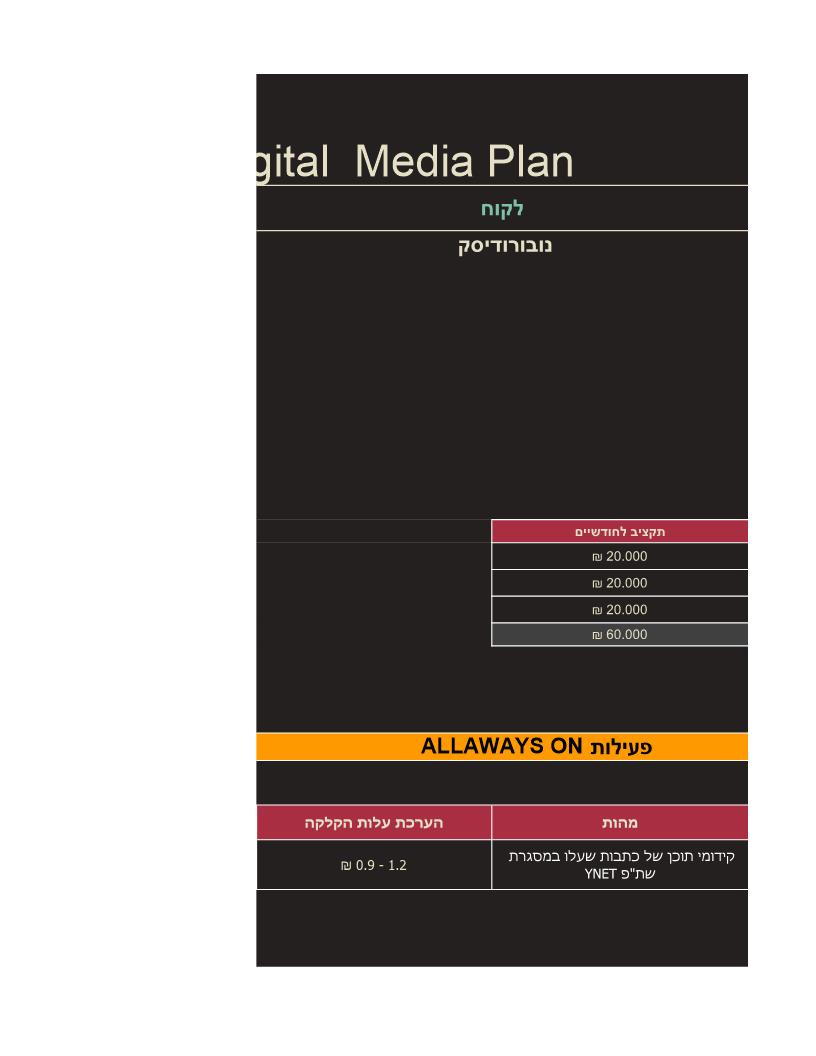 gital Media Plan
לקוח
נובורודיסק
תקציב לחודשיים
20.000 ₪
20.000 ₪
20.000 ₪
60.000 ₪
פעילות ALLAWAYS ON
מהות
הערכת עלות הקלקה
קידומי תוכן של כתבות שעלו במסגרת
שת"פ YNET
0.9 - 1.2 ₪